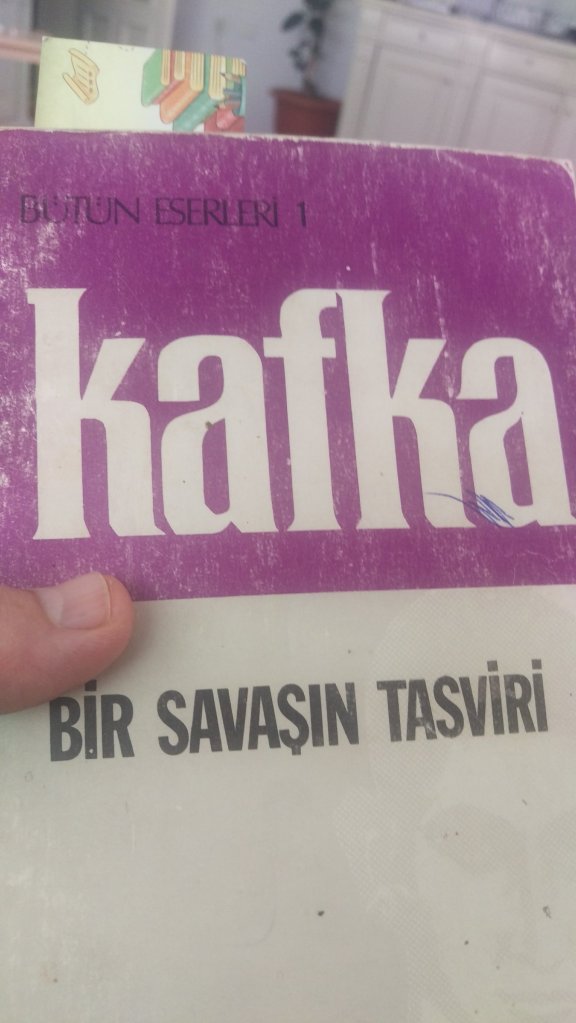 BÜTÜN ESERLERİ 1
kafka
BİR SAVAŞIN TASVİRİ